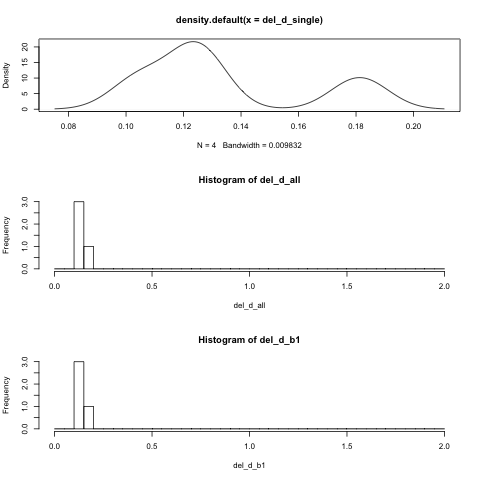 density.default(x = del_d_single)
Density
0 5 10 15 20
0.08 0.10 0.12 0.14 0.16 0.18 0.20
N = 4 Bandwidth = 0.009832
Histogram of del_d_all
Frequency
0.0 1.0 2.0 3.0
0.0 0.5 1.0 1.5 2.0
del_d_all
Histogram of del_d_b1
Frequency
0.0 1.0 2.0 3.0
0.0 0.5 1.0 1.5 2.0
del_d_b1